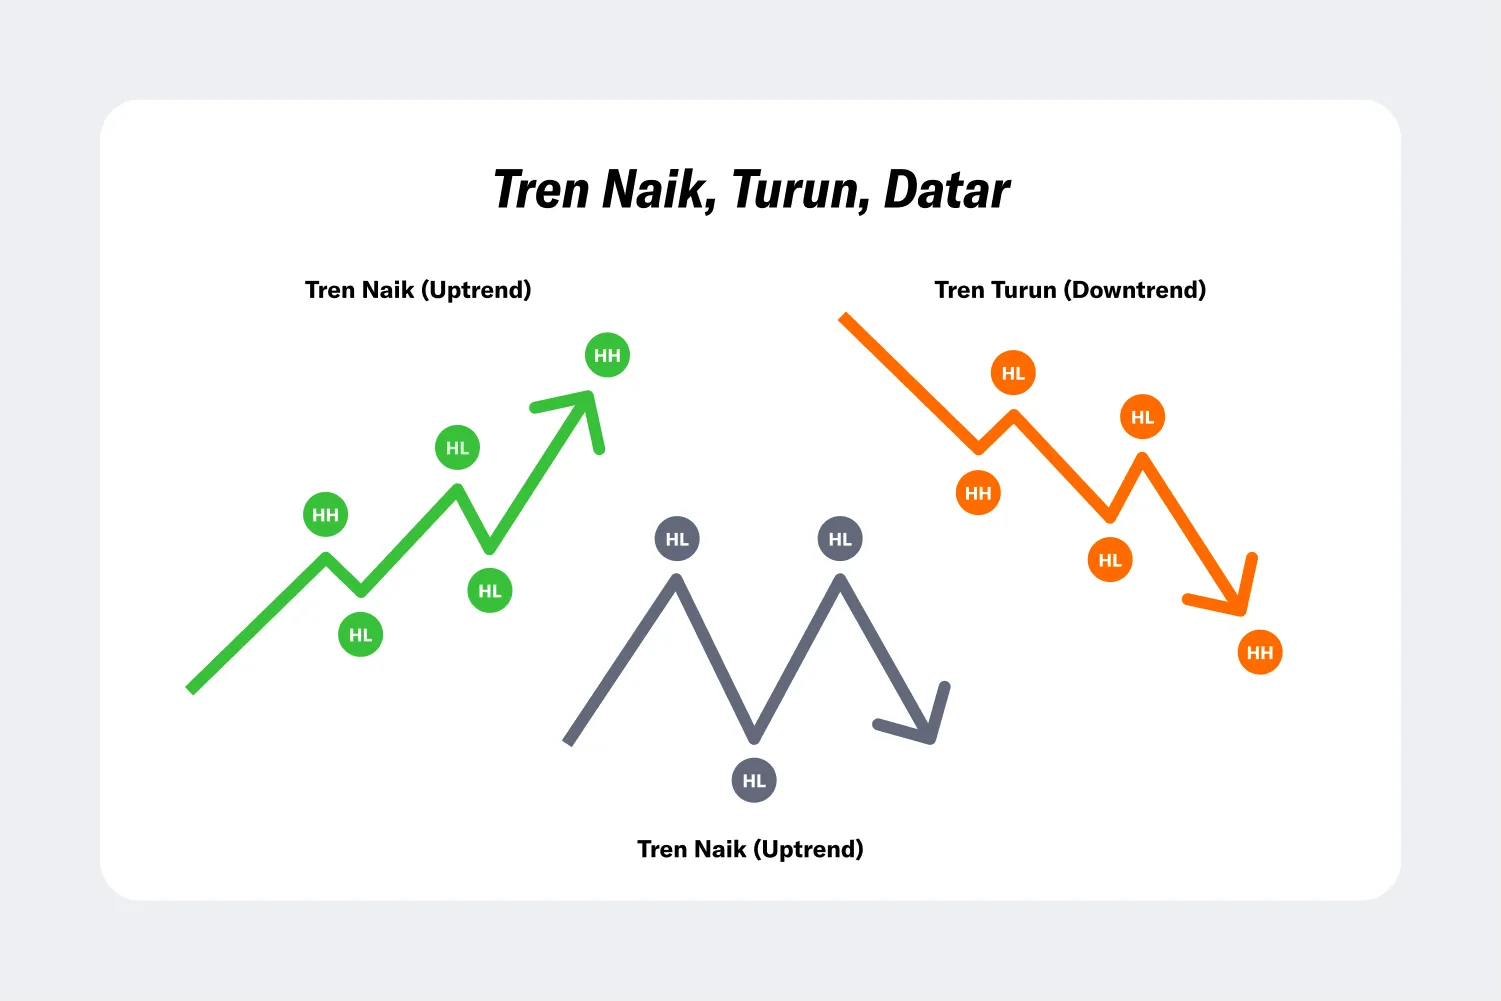 Tren Naik, Turun, Datar
Tren Naik (Uptrend)
HH
HL
HH
HL
HL
Tren Turun (Downtrend)
HL
HL
HH
HL
HH
HL
HL
HL
Tren Naik (Uptrend)